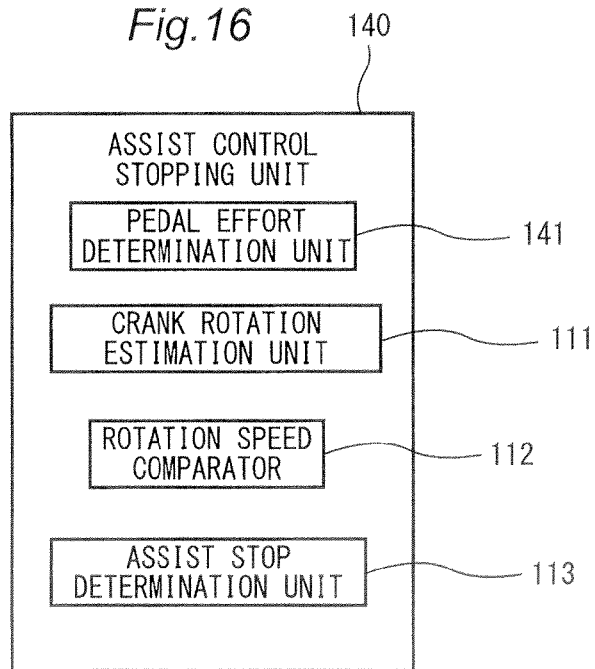 Fig.16
140
ASSIST CONTROL
STOPPING UNIT
PEDAL EFFORT
DETERMINATION UNIT
141
CRANK ROTATION
ESTIMATION UNIT
111
ROTATION SPEED
COMPARATOR
112
ASSIST STOP
DETERMINATION UNIT
113